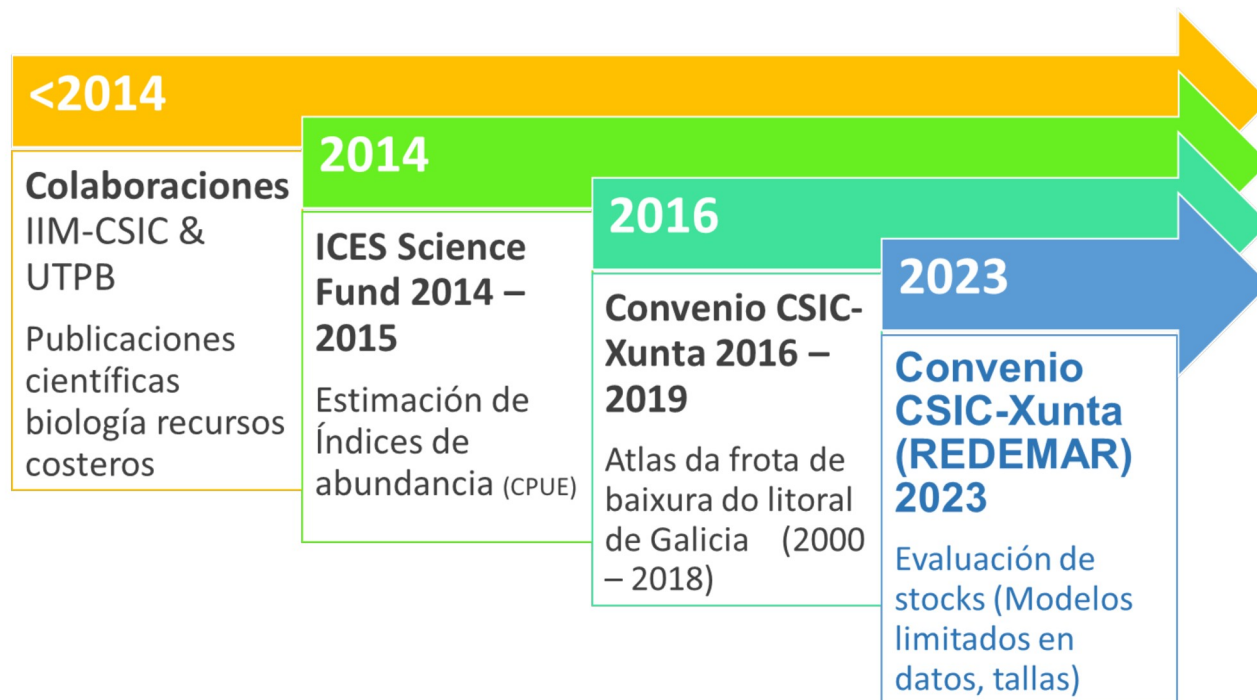 <2014
Colaboraciones
IIM-CSIC &
UTPB
Publicaciones
científicas
biología recursos
costeros
2014
ICES Science
Fund 2014 –
2015
Estimación de
Índices de
abundancia (CPUE)
2016
Convenio CSIC-
Xunta 2016 –
2019
Atlas da frota de
baixura do litoral
de Galicia (2000
– 2018)
2023
Convenio
CSIC-Xunta
(REDEMAR)
2023
Evaluación de
stocks (Modelos
limitados en
datos, tallas)